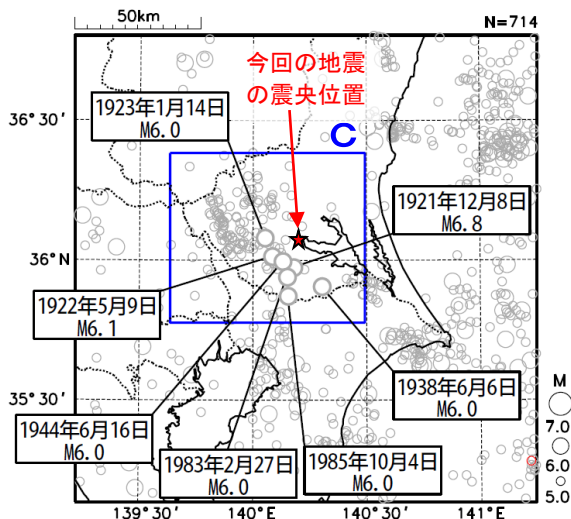 50km
N=714
今回の地震
の震央位置
1923年1月14日
M6.0
36°30′
C
1921年12月8日
M6.8
36°N
1922年5月9日
M6.1
1938年6月6日
M6.0
35°30′
1944年6月16日
M6.0
1983年2月27日
M6.0
1985年10月4日
M6.0
M
7.0
6.0
5.0
139°30′
140°E
140°30′
141°E